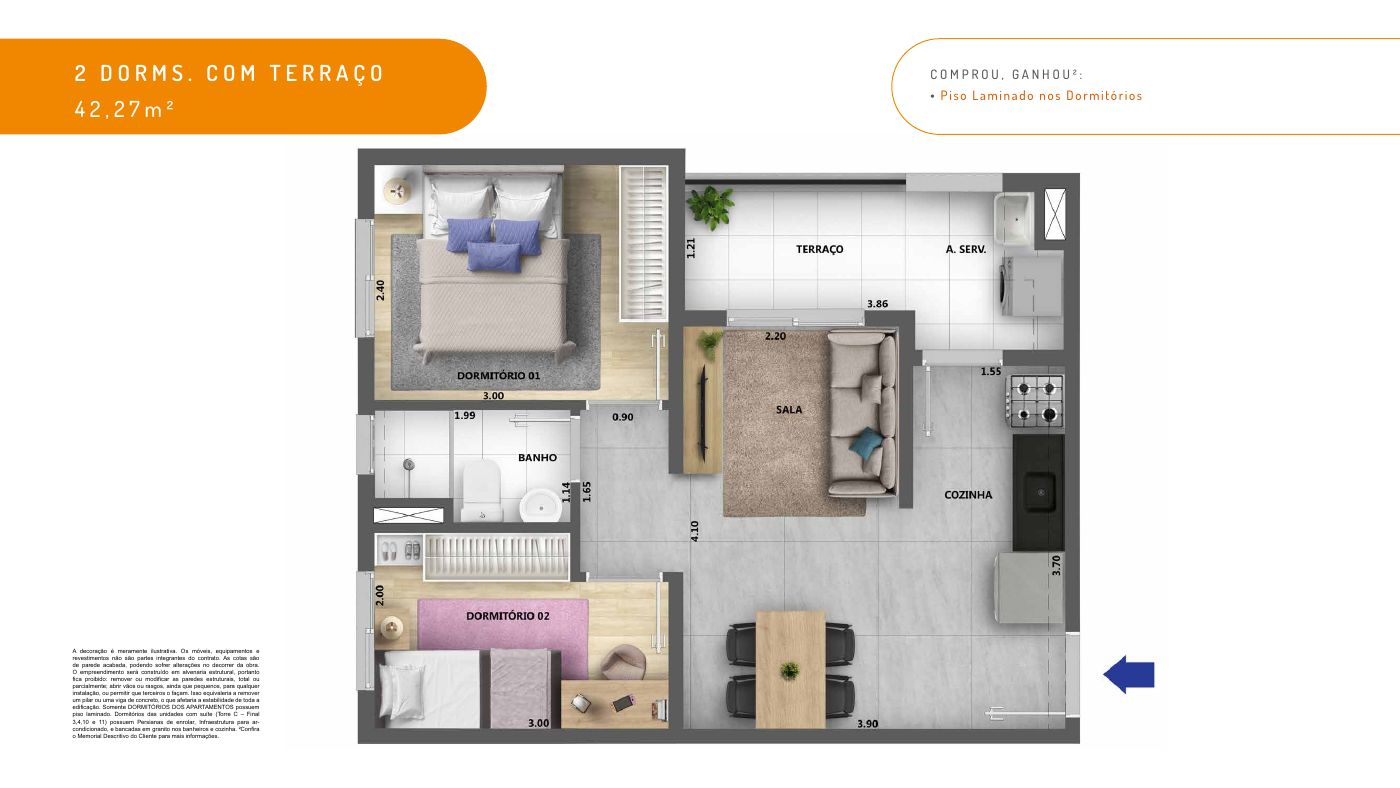 2 DORMS. COM TERRAÇO
42,27m²
COMPROU, GANHOU²:
• Piso Laminado nos Dormitórios
1.21
TERRAÇO
A. SERV.
2.40
3.86
2.20
DORMITÓRIO 01
3.00
1.55
1.99
0.90
SALA
BANHO
1.14
1.65
COZINHA
4.10
3.70
2.00
DORMITÓRIO 02
3.00
3.90
A decoração é meramente ilustrativa. Os móveis, equipamentos e
revestimentos não são partes integrantes do contrato. As cotas são
de parede acabada, podendo sofrer alterações no decorrer da obra.
O empreendimento será construído em alvenaria estrutural, portanto
fica proibido: remover ou modificar as paredes estruturais, total ou
parcialmente; abrir vãos ou rasgos, ainda que pequenos, para qualquer
instalação, ou permitir que terceiros o façam. Isso equivaleria a remover
um pilar ou uma viga de concreto, o que afetaria a estabilidade de toda a
edificação. Somente DORMITÓRIOS DOS APARTAMENTOS possuem
piso laminado. Dormitórios das unidades com suíte (Torre C – Final
3,4,10 e 11) possuem Persianas de enrolar, Infraestrutura para ar-
condicionado, e bancadas em granito nos banheiros e cozinha. ²Confira
o Memorial Descritivo do Cliente para mais informações.